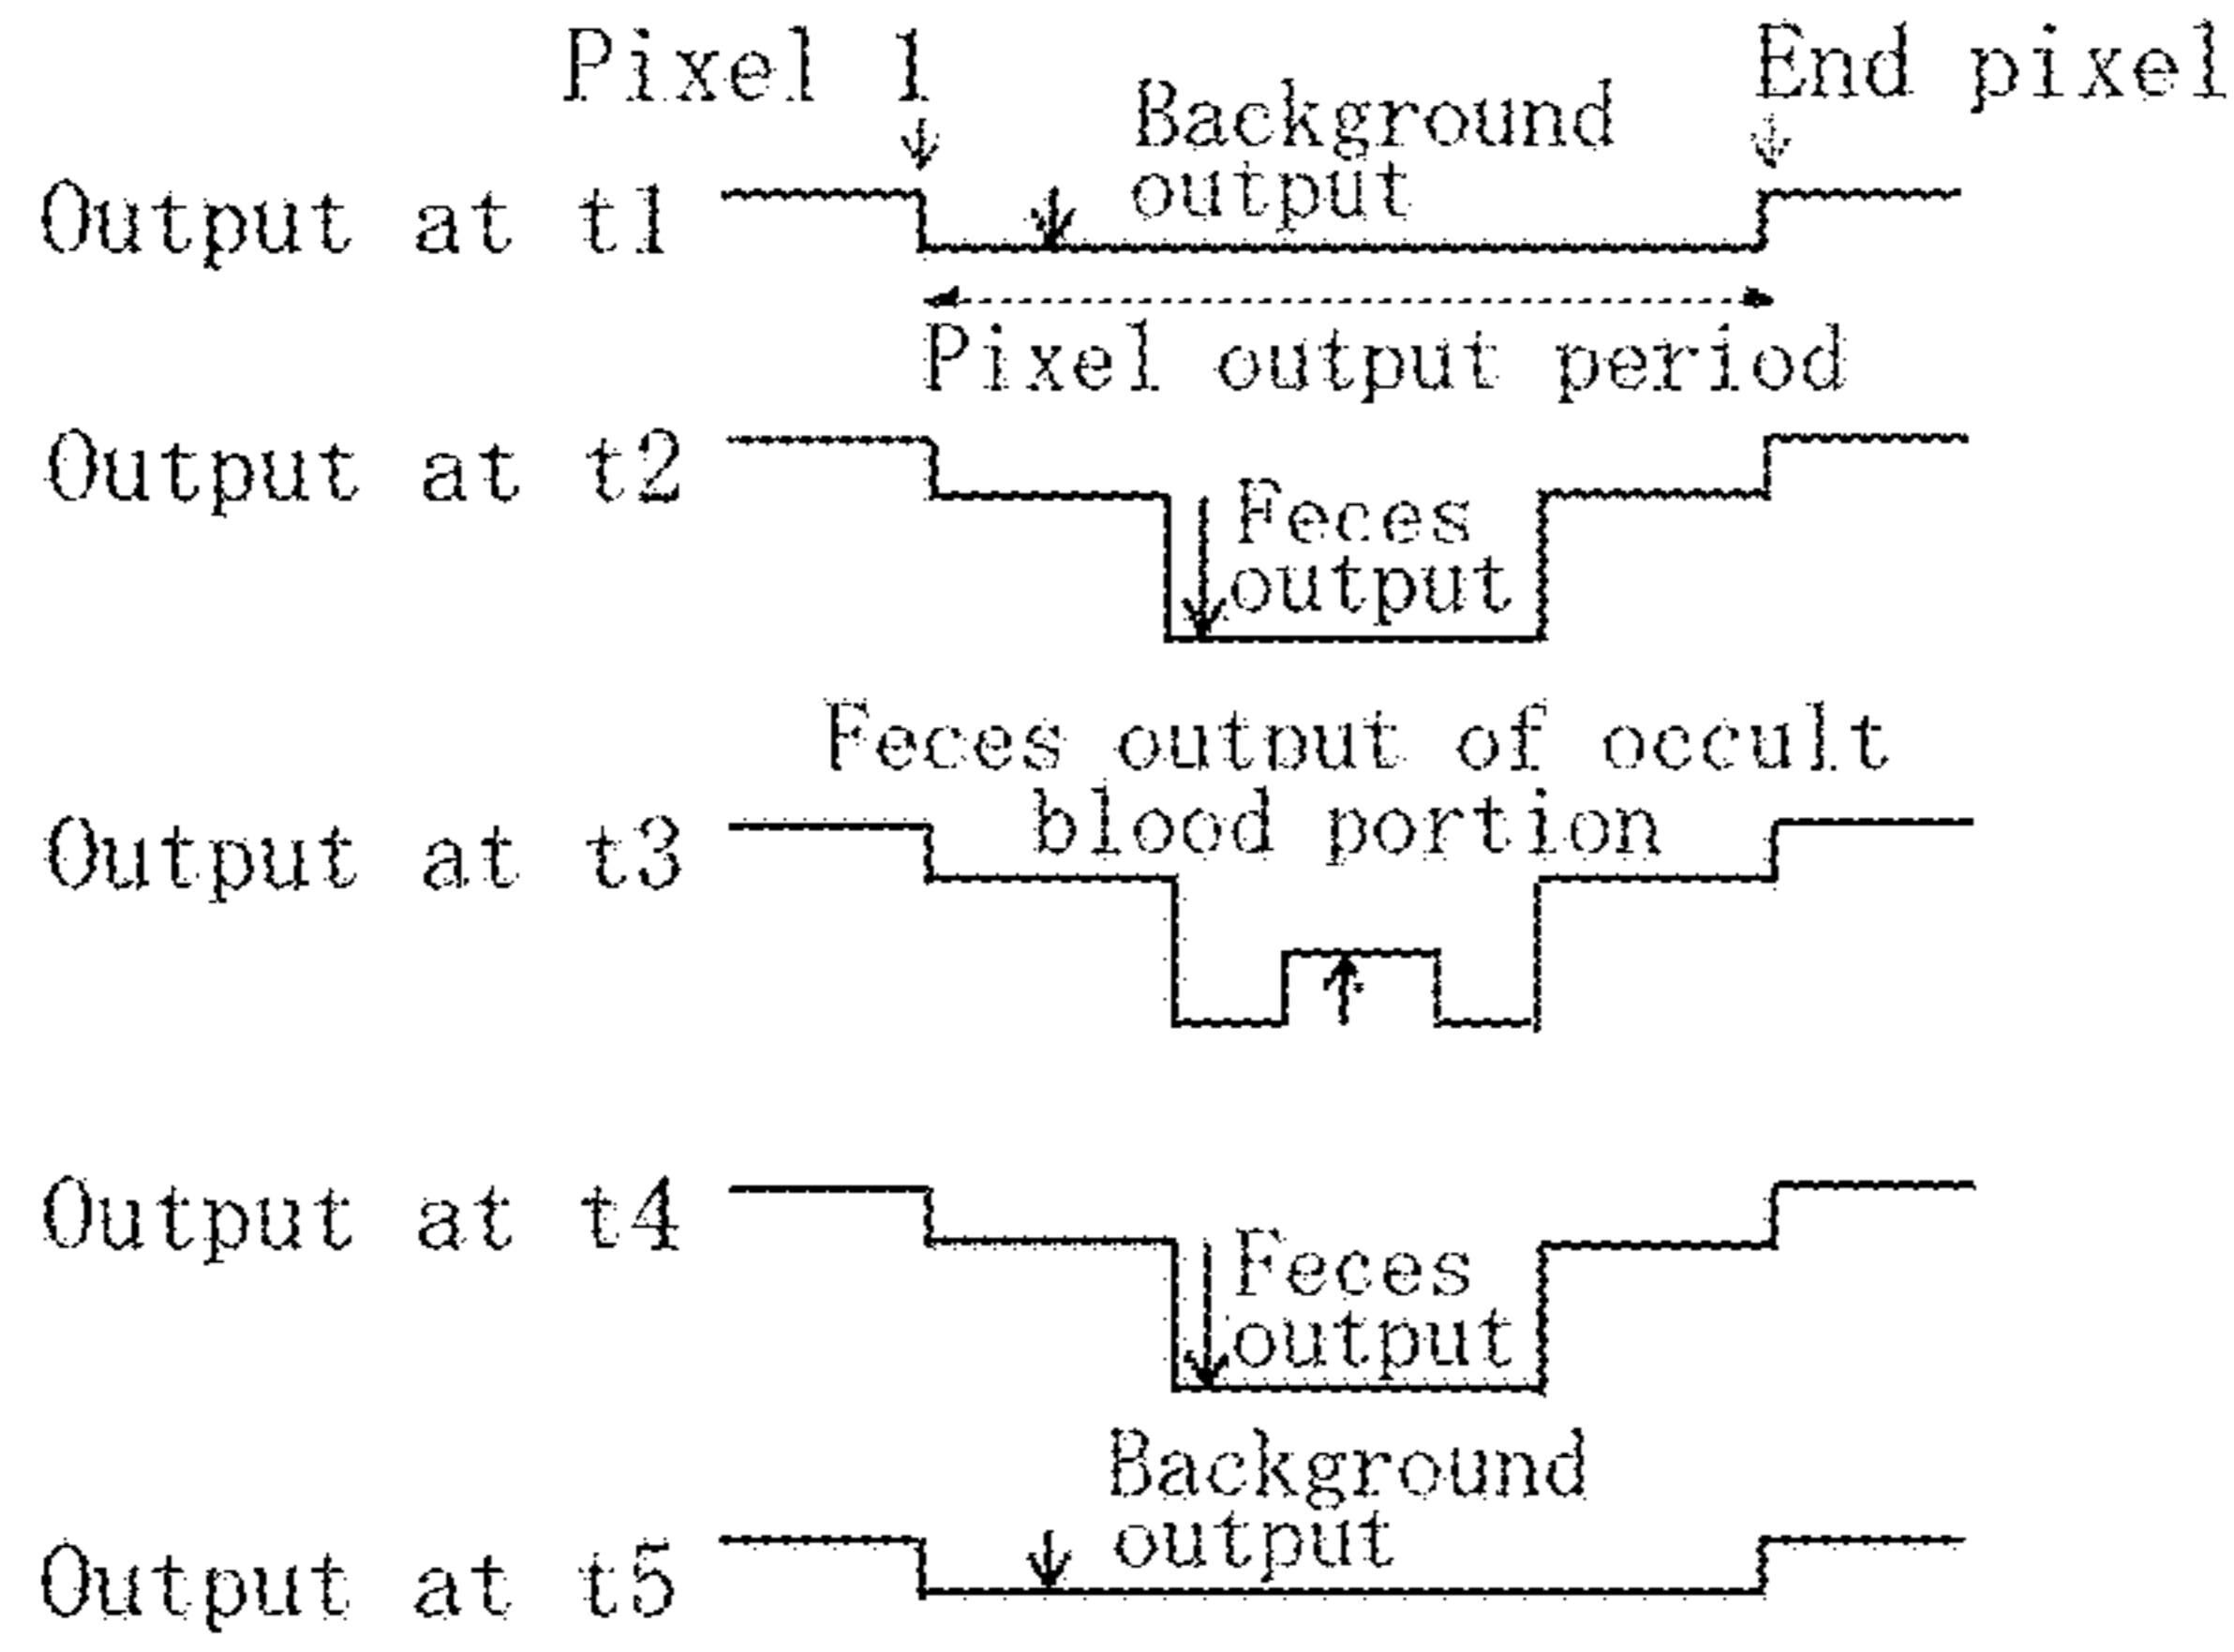 Pixel 1
End pixel
Background
output
Output at t1
Pixel output period
Output at t2
Feces
output
Feces output of occult
blood portion
Output at t3
Output at t4
Feces
output
Background
output
Output at t5